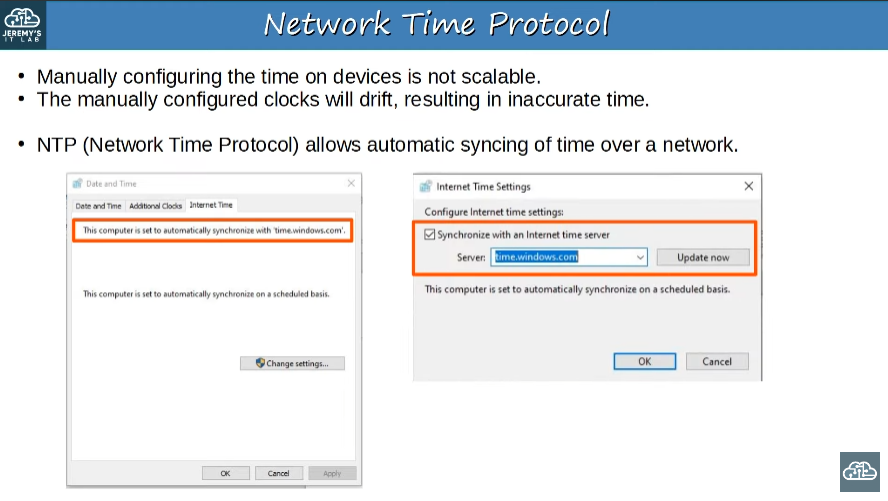 JEREMY'S
IT LAB
Network Time Protocol
• Manually configuring the time on devices is not scalable.
• The manually configured clocks will drift, resulting in inaccurate time.
• NTP (Network Time Protocol) allows automatic syncing of time over a network.
Date and Time
Date and Time Additional Clocks Internet Time
This computer is set to automatically synchronize with 'time.windows.com'.
This computer is set to automatically synchronize on a scheduled basis.
Change settings...
OK Cancel Apply
Internet Time Settings
Configure Internet time settings:
Synchronize with an Internet time server
Server: time.windows.com Update now
This computer is set to automatically synchronize on a scheduled basis.
OK Cancel